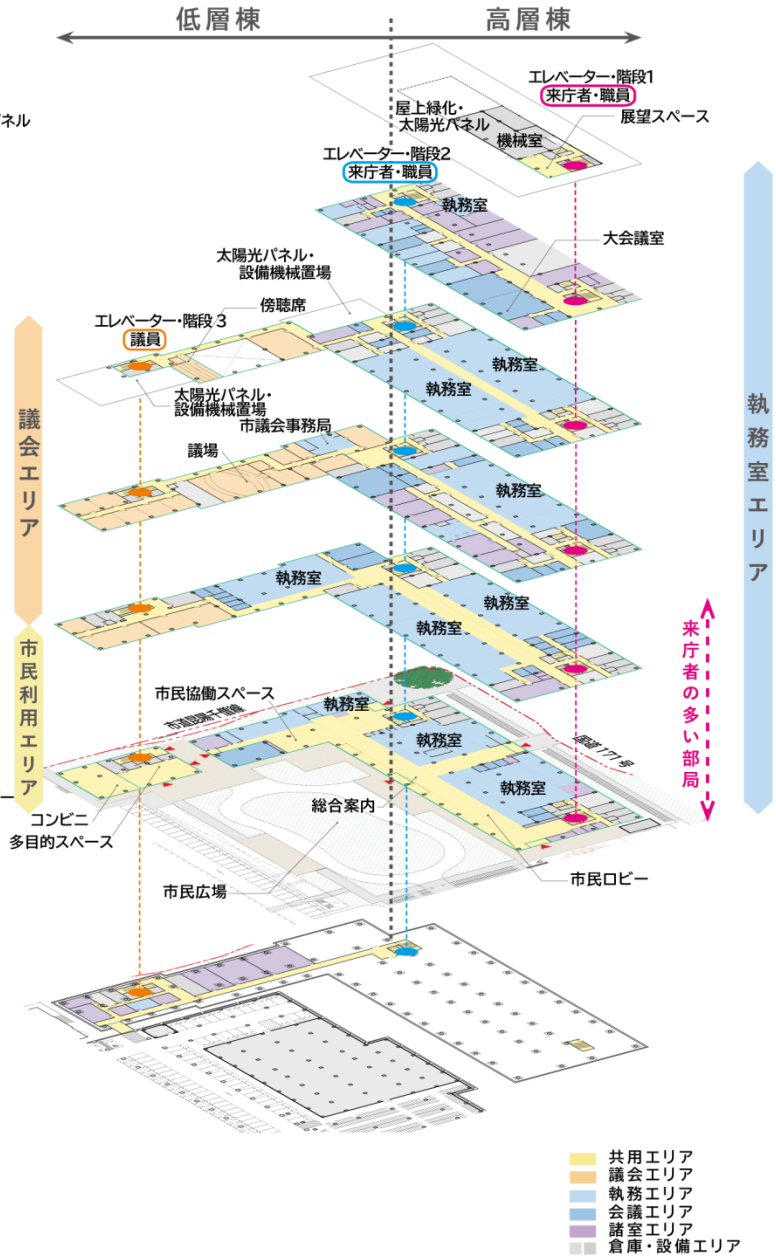 低層棟
高層棟
エレベーター・階段1
来庁者・職員
屋上緑化・
太陽光パネル
展望スペース
機械室
ネル
エレベーター・階段2
来庁者・職員
執務室
大会議室
太陽光パネル・
設備機械置場
傍聴席
エレベーター・階段3
議員
執務室
執務室
太陽光パネル・
設備機械置場
市議会事務局
議場
執務室
議会エリア
執務室エリア
執務室
執務室
執務室
来庁者の多い部局
市民利用エリア
市民協働スペース
市道昆陽千僧線
執務室
執務室
国道171号
執務室
総合案内
ー
コンビニ
多目的スペース
市民広場
市民ロビー
共用エリア
議会エリア
執務エリア
会議エリア
諸室エリア
倉庫・設備エリア